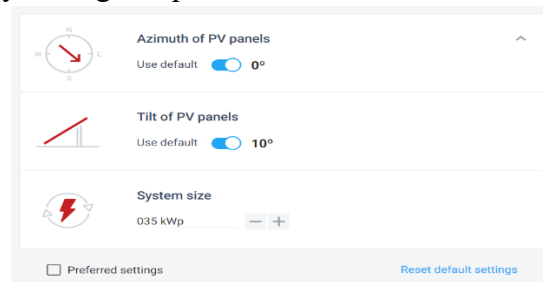 N
W
E
Azimuth of PV panels
Use default 0º
Tilt of PV panels
Use default 10º
System size
035 kWp
Preferred settings
Reset default settings